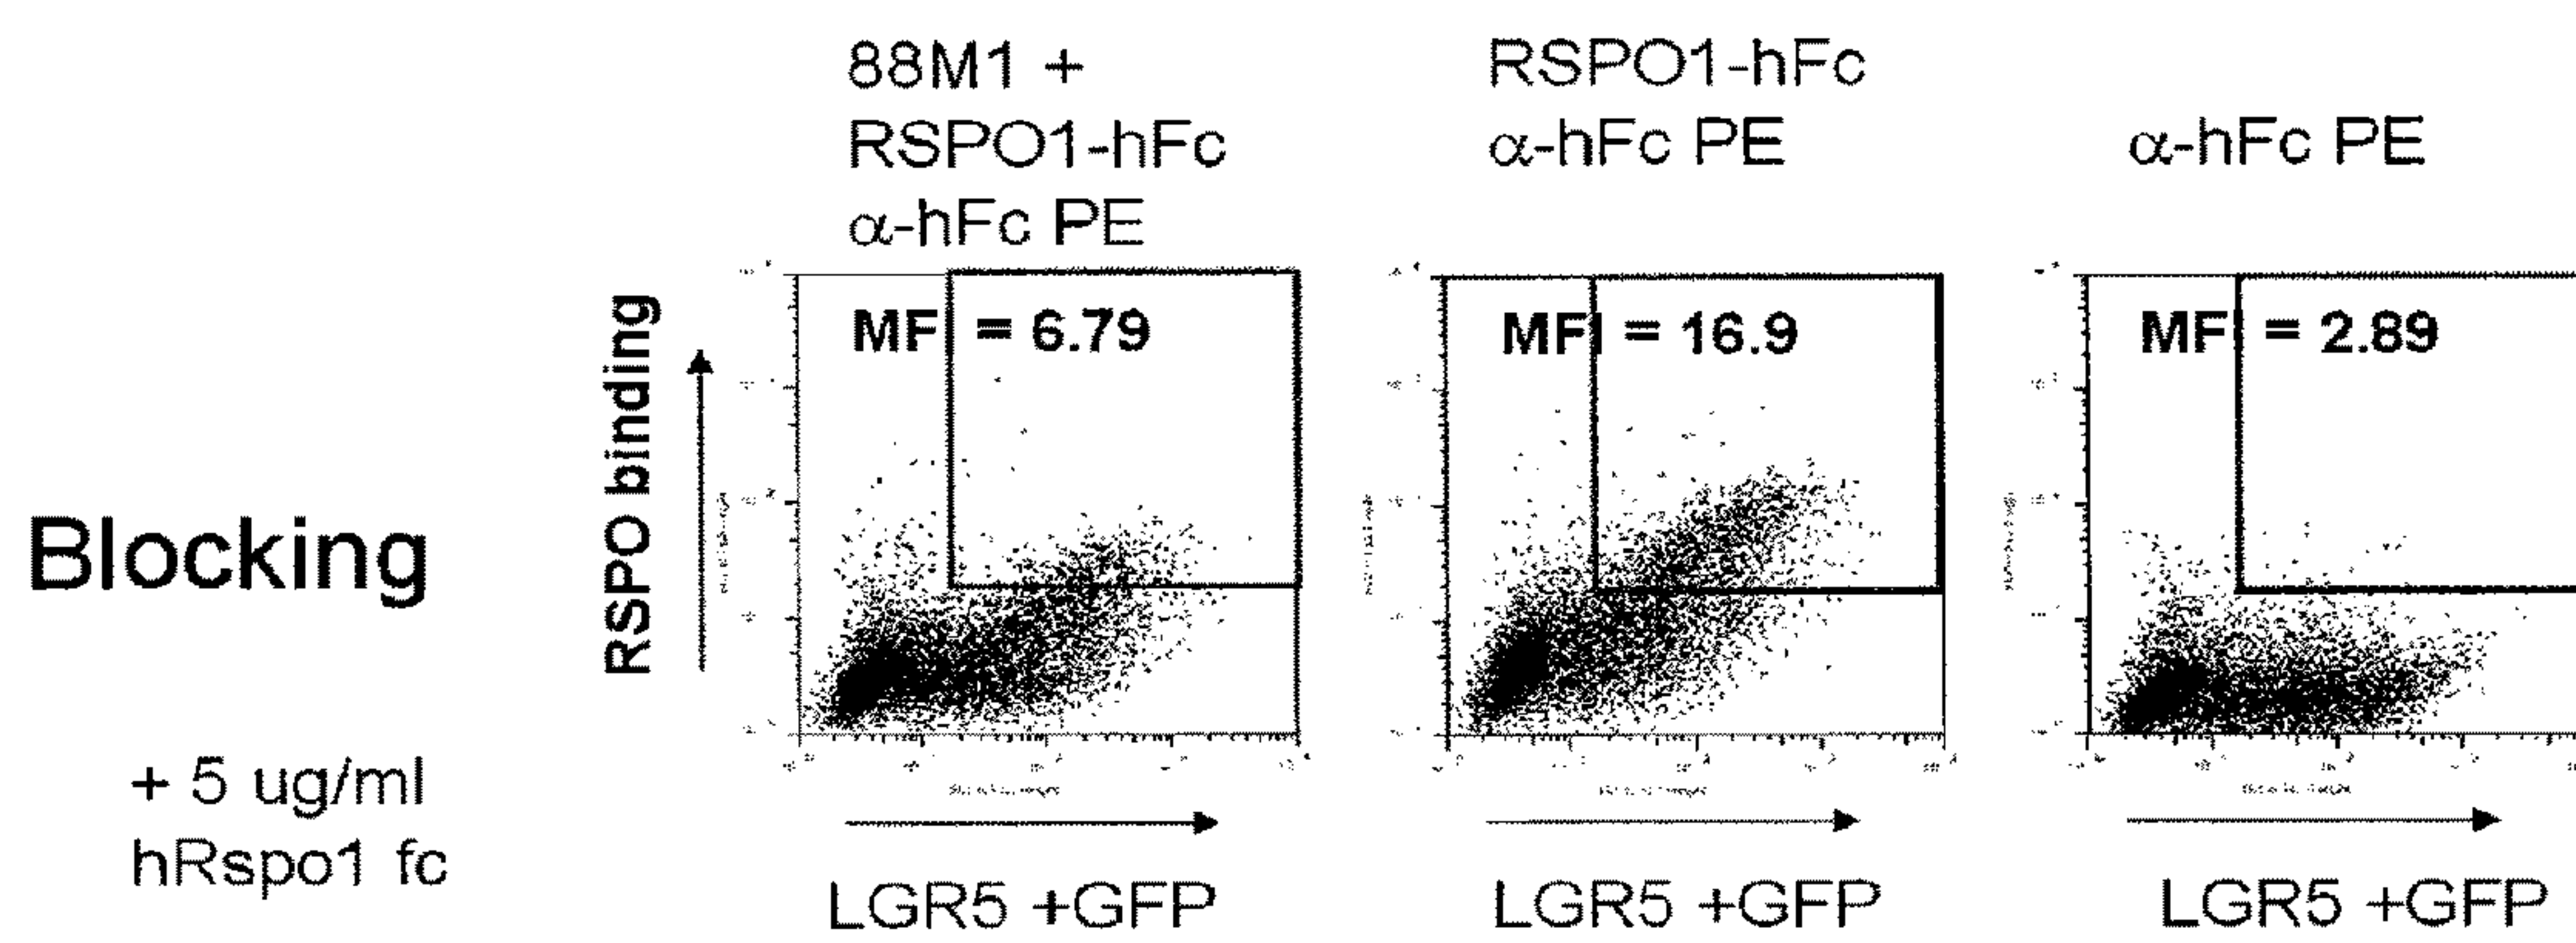 88M1 +
RSPO1-hFc
α-hFc PE
RSPO1-hFc
α-hFc PE
α-hFc PE
MFI = 6.79
MFI = 16.9
MFI = 2.89
RSPO binding
Blocking
+ 5 ug/ml
hRspo1 fc
LGR5 +GFP
LGR5 +GFP
LGR5 +GFP